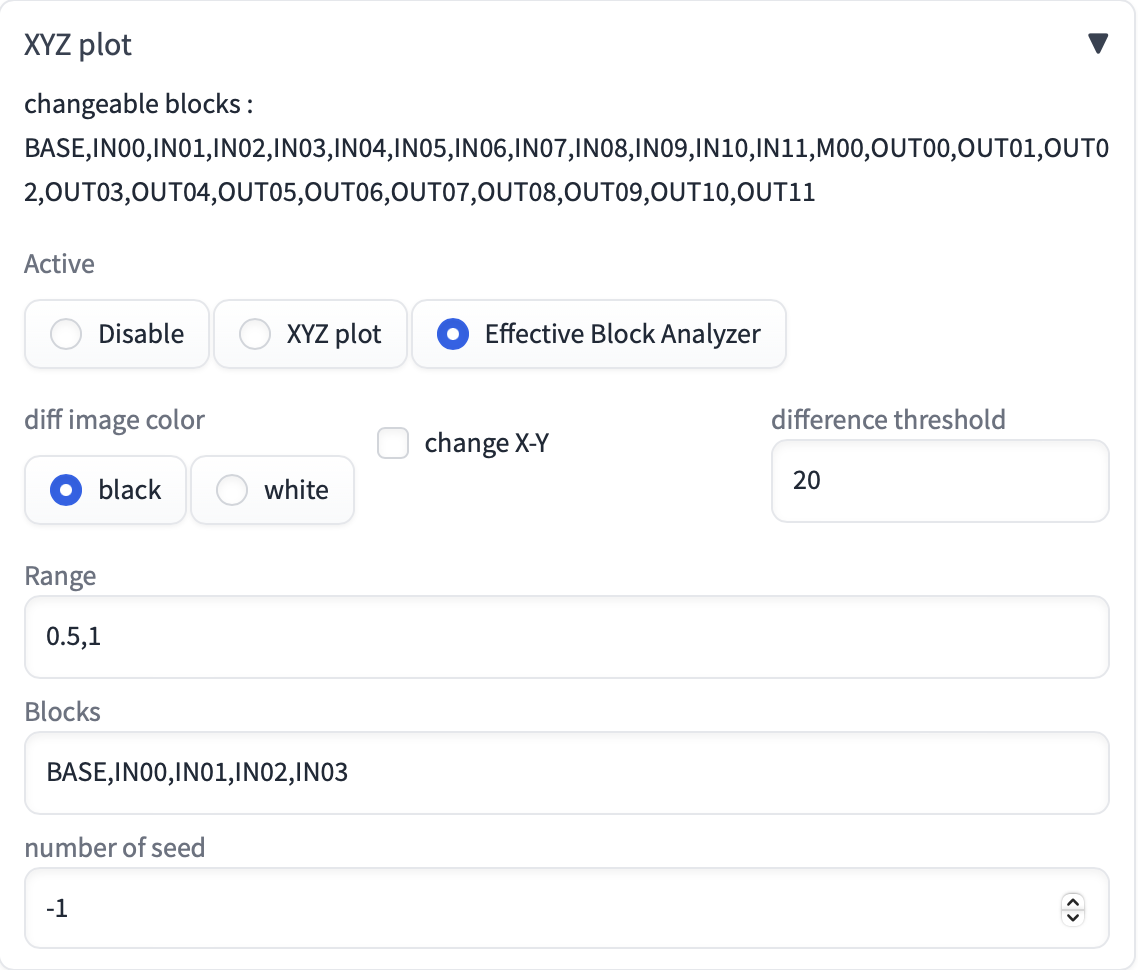 XYZ plot
changeable blocks :
BASE,IN00,IN01,IN02,IN03,IN04,IN05,IN06,IN07,IN08,IN09,IN10,IN11,M00,OUT00,OUT01,OUT0
2,OUT03,OUT04,OUT05,OUT06,OUT07,OUT08,OUT09,OUT10,OUT11
Active
Disable XYZ plot Effective Block Analyzer
diff image color
black white
change X-Y
difference threshold
20
Range
0.5,1
Blocks
BASE,IN00,IN01,IN02,IN03
number of seed
-1